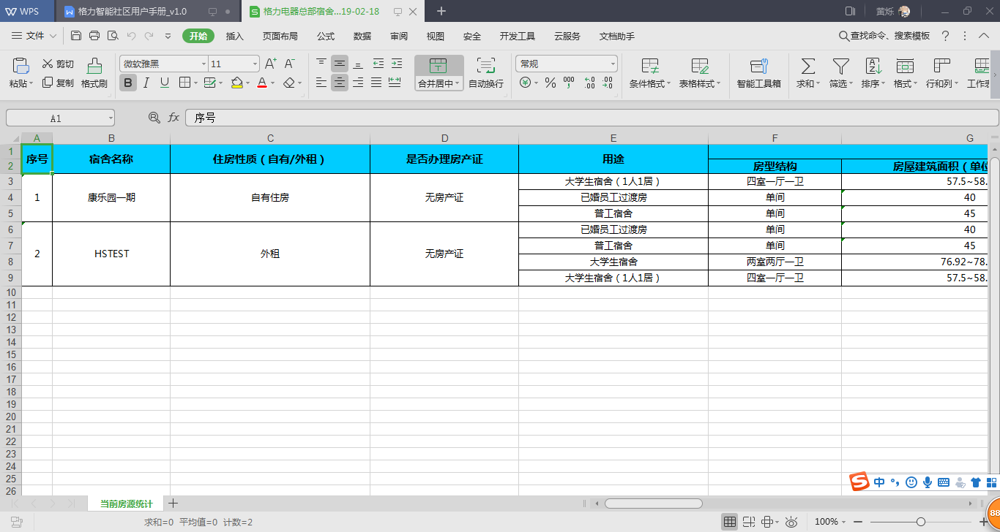 WPS 格力智能社区用户手册_v1.0 格力电器总部宿舍...19-02-18 黄烁
文件 开始 插入 页面布局 公式 数据 审阅 视图 安全 开发工具 云服务 文档助手 查找命令、搜索模板
粘贴 剪切 复制 格式刷 微软雅黑 11 B I U A 合并居中 自动换行 常规 条件格式 表格样式 智能工具箱 求和 筛选 排序 格式 行和列 工作表
A1 fx 序号
A B C D E F G
1 序号 宿舍名称 住房性质（自有/外租） 是否办理房产证 用途
2 房型结构 房屋建筑面积（单位
3 大学生宿舍（1人1居） 四室一厅一卫 57.5~58.
4 1 康乐园一期 自有住房 无房产证 已婚员工过渡房 单间 40
5 普工宿舍 单间 45
6 已婚员工过渡房 单间 40
7 2 HSTEST 外租 无房产证 普工宿舍 单间 45
8 大学生宿舍 两室两厅一卫 76.92~78.
9 大学生宿舍（1人1居） 四室一厅一卫 57.5~58.
10
11
12
13
14
15
16
17
18
19
20
21
22
23
24
25
26
中
当前房源统计
求和=0 平均值=0 计数=2 100% 88